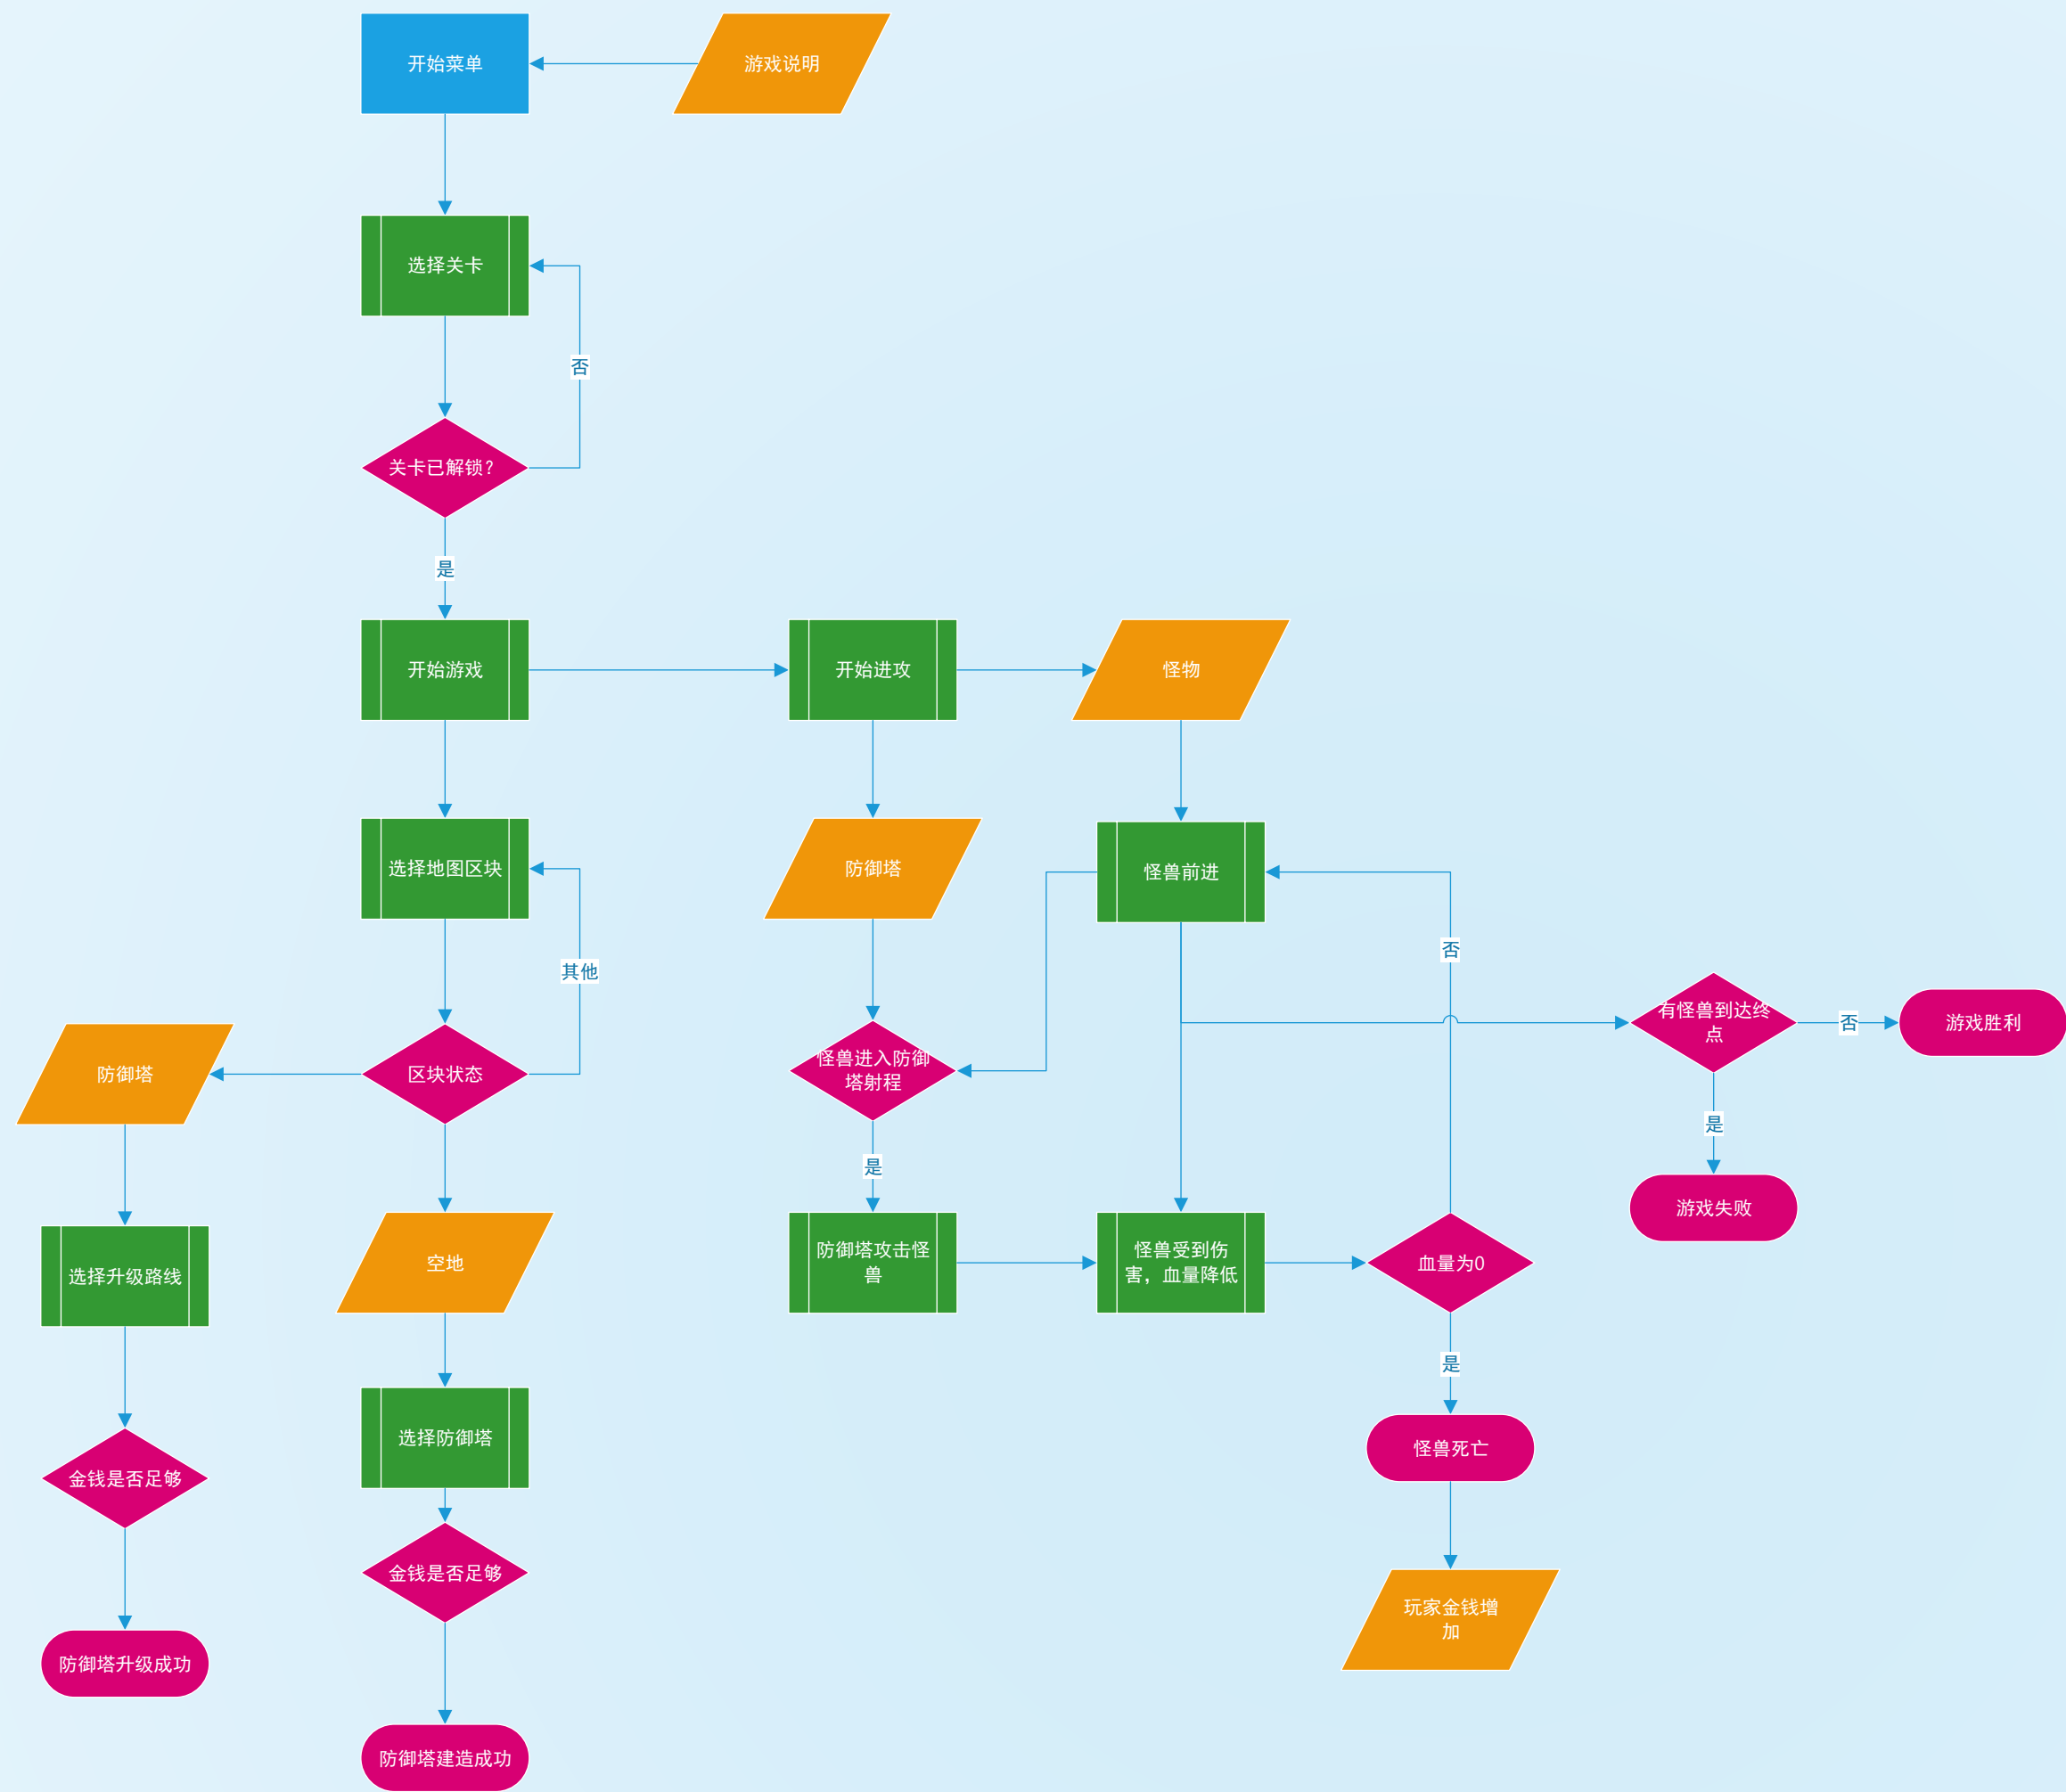 开始菜单
游戏说明
选择关卡
否
关卡已解锁？
是
开始游戏
开始进攻
怪物
选择地图区块
防御塔
怪兽前进
否
其他
有怪兽到达终
点
否
游戏胜利
防御塔
区块状态
怪兽进入防御
塔射程
是
是
游戏失败
选择升级路线
空地
防御塔攻击怪
兽
怪兽受到伤
害，血量降低
血量为0
是
选择防御塔
怪兽死亡
金钱是否足够
金钱是否足够
玩家金钱增
加
防御塔升级成功
防御塔建造成功